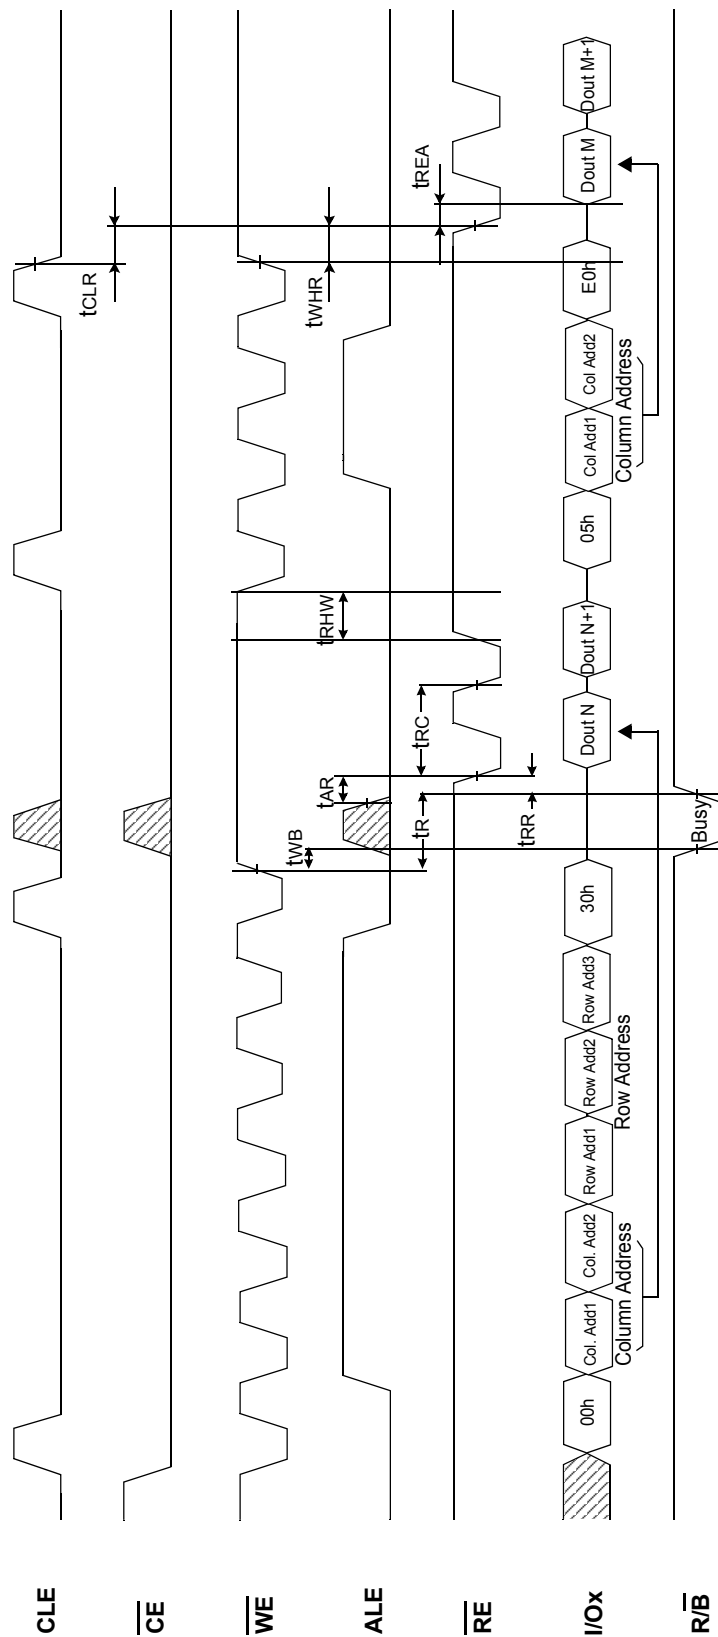 CLE
CE
WE
ALE
RE
I/Ox
R/B
tCLR
tWHR
tREA
tRHW
tWB
tAR
tRC
tR
tRR
00h
Col. Add1
Col. Add2
Row Add1
Row Add2
Row Add3
30h
Dout N
Dout N+1
05h
Col Add1
Col Add2
E0h
Dout M
Dout M+1
Column Address
Row Address
Column Address
Busy